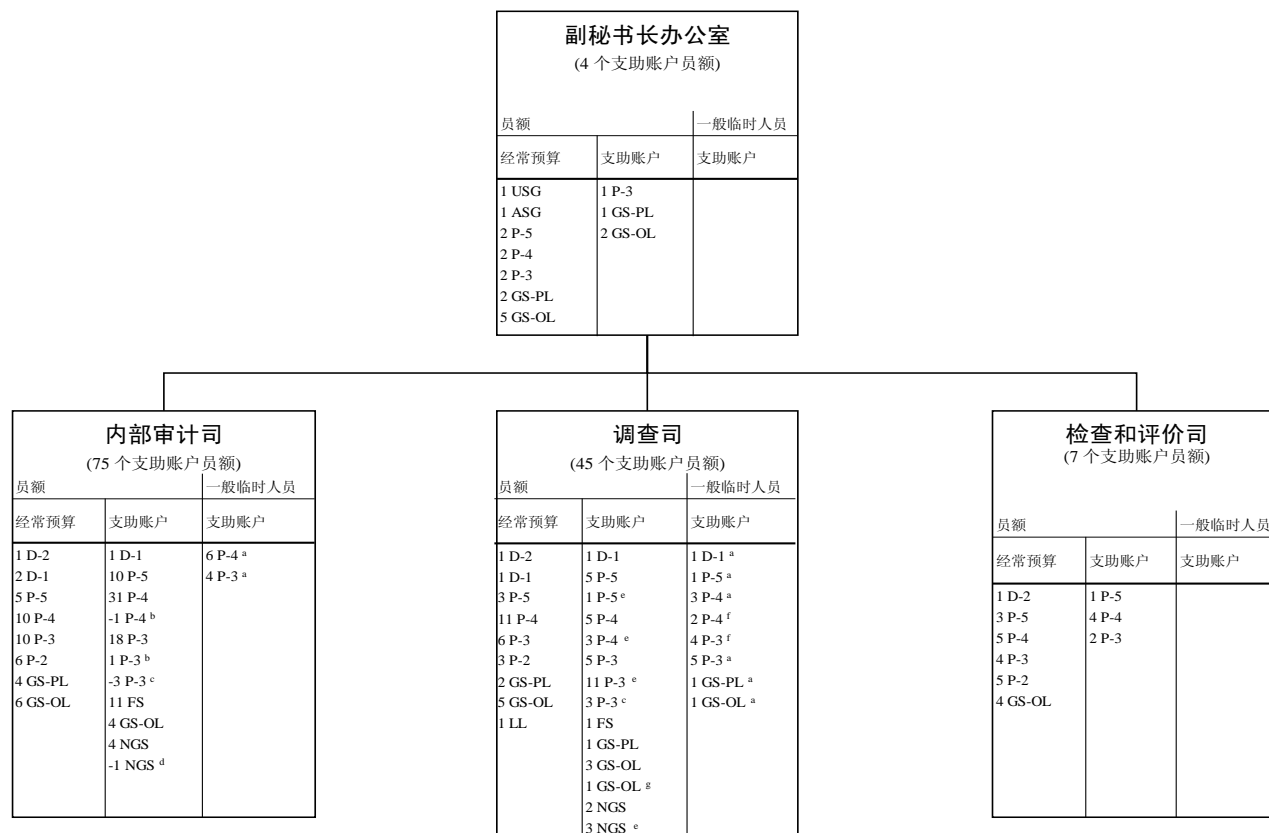 副秘书长办公室
(4 个支助账户员额)
员额 一般临时人员
经常预算 支助账户 支助账户
1 USG 1 P-3
1 ASG 1 GS-PL
2 P-5 2 GS-OL
2 P-4
2 P-3
2 GS-PL
5 GS-OL
内部审计司
(75 个支助账户员额)
员额 一般临时人员
经常预算 支助账户 支助账户
1 D-2 1 D-1 6 P-4 a
2 D-1 10 P-5 4 P-3 a
5 P-5 31 P-4
10 P-4 -1 P-4 b
10 P-3 18 P-3
6 P-2 1 P-3 b
4 GS-PL -3 P-3 c
6 GS-OL 11 FS
4 GS-OL
4 NGS
-1 NGS d
调查司
(45 个支助账户员额)
员额 一般临时人员
经常预算 支助账户 支助账户
1 D-2 1 D-1 1 D-1 a
1 D-1 5 P-5 1 P-5 a
3 P-5 1 P-5 e 3 P-4 a
11 P-4 5 P-4 2 P-4 f
6 P-3 3 P-4 e 4 P-3 f
3 P-2 5 P-3 5 P-3 a
2 GS-PL 11 P-3 e 1 GS-PL a
5 GS-OL 3 P-3 c 1 GS-OL a
1 LL 1 FS
1 GS-PL
3 GS-OL
1 GS-OL g
2 NGS
3 NGS e
检查和评价司
(7 个支助账户员额)
员额 一般临时人员
经常预算 支助账户 支助账户
1 D-2 1 P-5
3 P-5 4 P-4
5 P-4 2 P-3
4 P-3
5 P-2
4 GS-OL